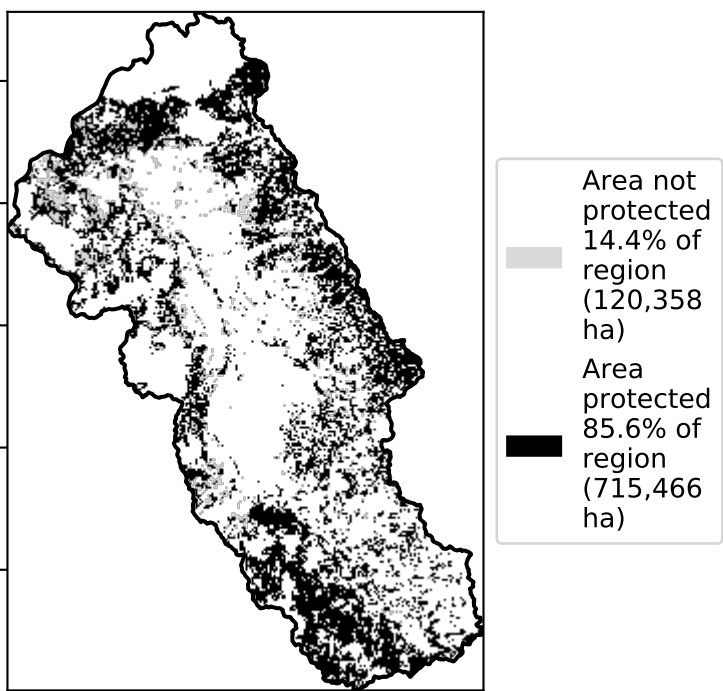 Area not
protected
14.4% of
region
(120,358
ha)
Area
protected
85.6% of
region
(715,466
ha)